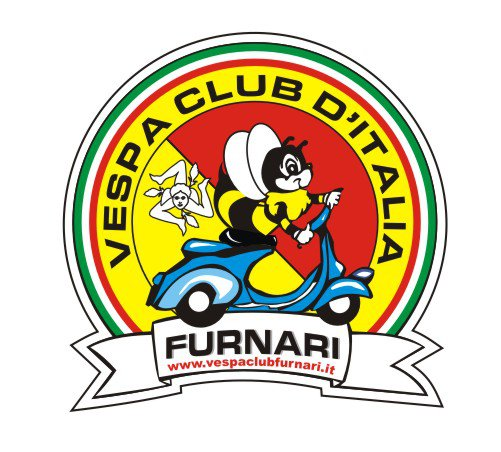 VESPA CLUB D'ITALIA
FURNARI
www.vespaclubfurnari.it